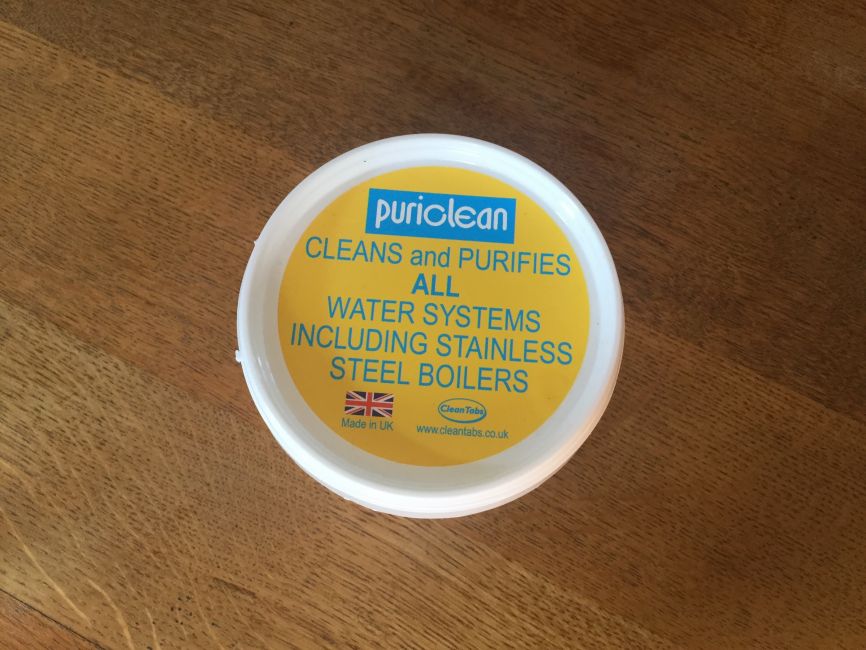 puriclean
CLEANS and PURIFIES
ALL
WATER SYSTEMS
INCLUDING STAINLESS
STEEL BOILERS
Made in UK
CleanTabs
www.cleantabs.co.uk